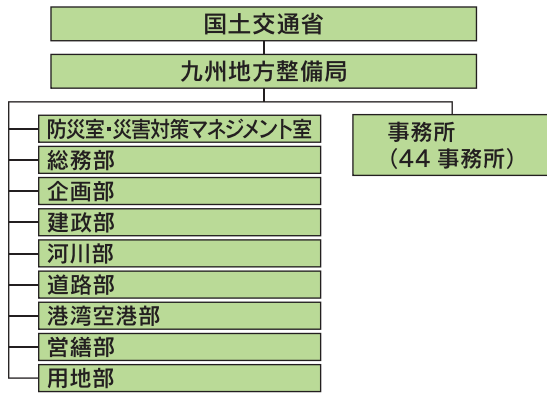 国土交通省
九州地方整備局
防災室・災害対策マネジメント室
総務部
企画部
建政部
河川部
道路部
港湾空港部
営繕部
用地部
事務所
（44 事務所）